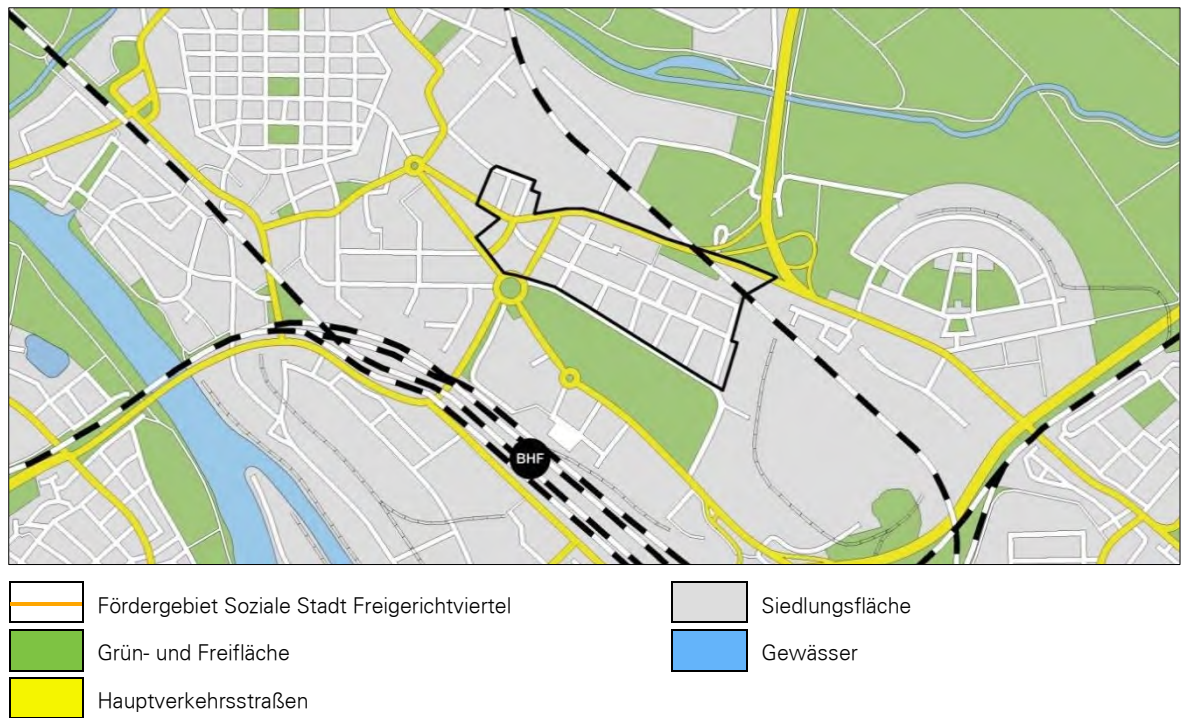 BHF
Fördergebiet Soziale Stadt Freigerichtviertel
Siedlungsfläche
Grün- und Freifläche
Gewässer
Hauptverkehrsstraßen